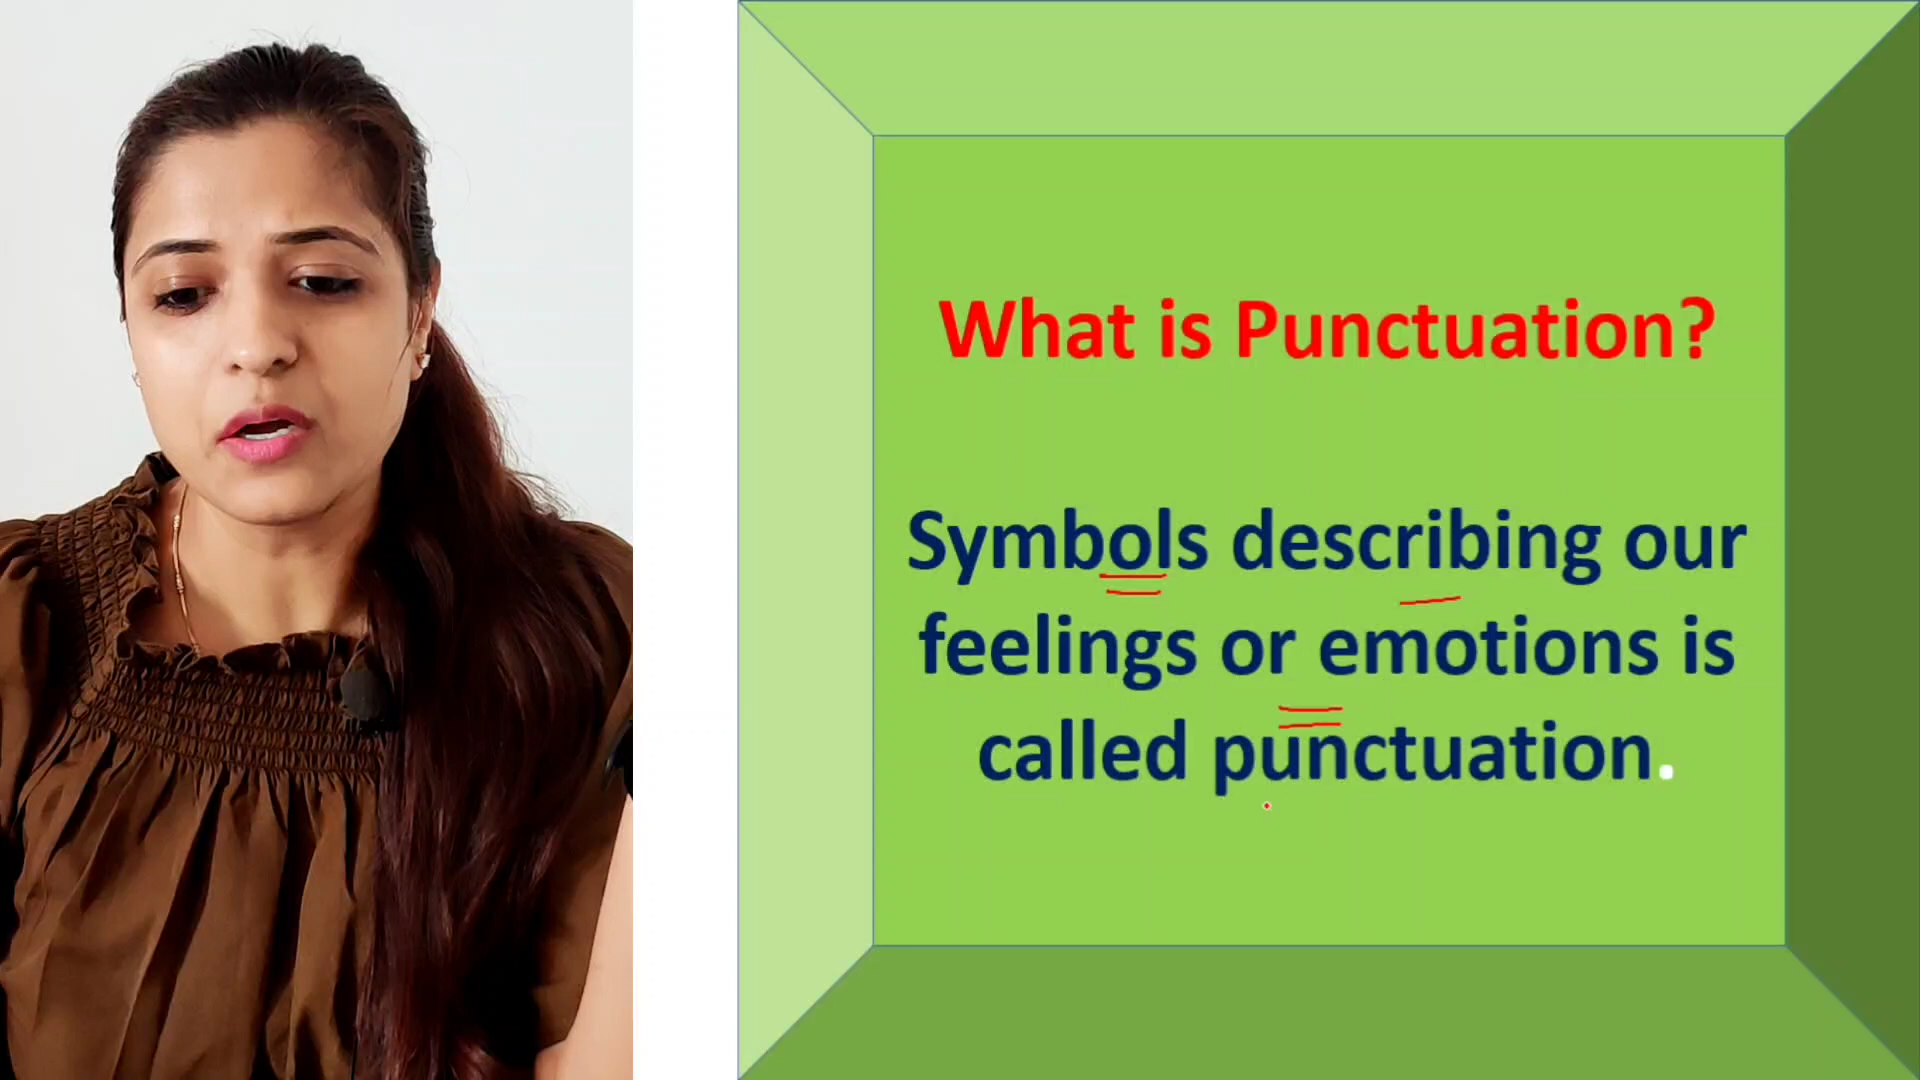 What is Punctuation?
Symbols describing our
feelings or emotions is
called punctuation.